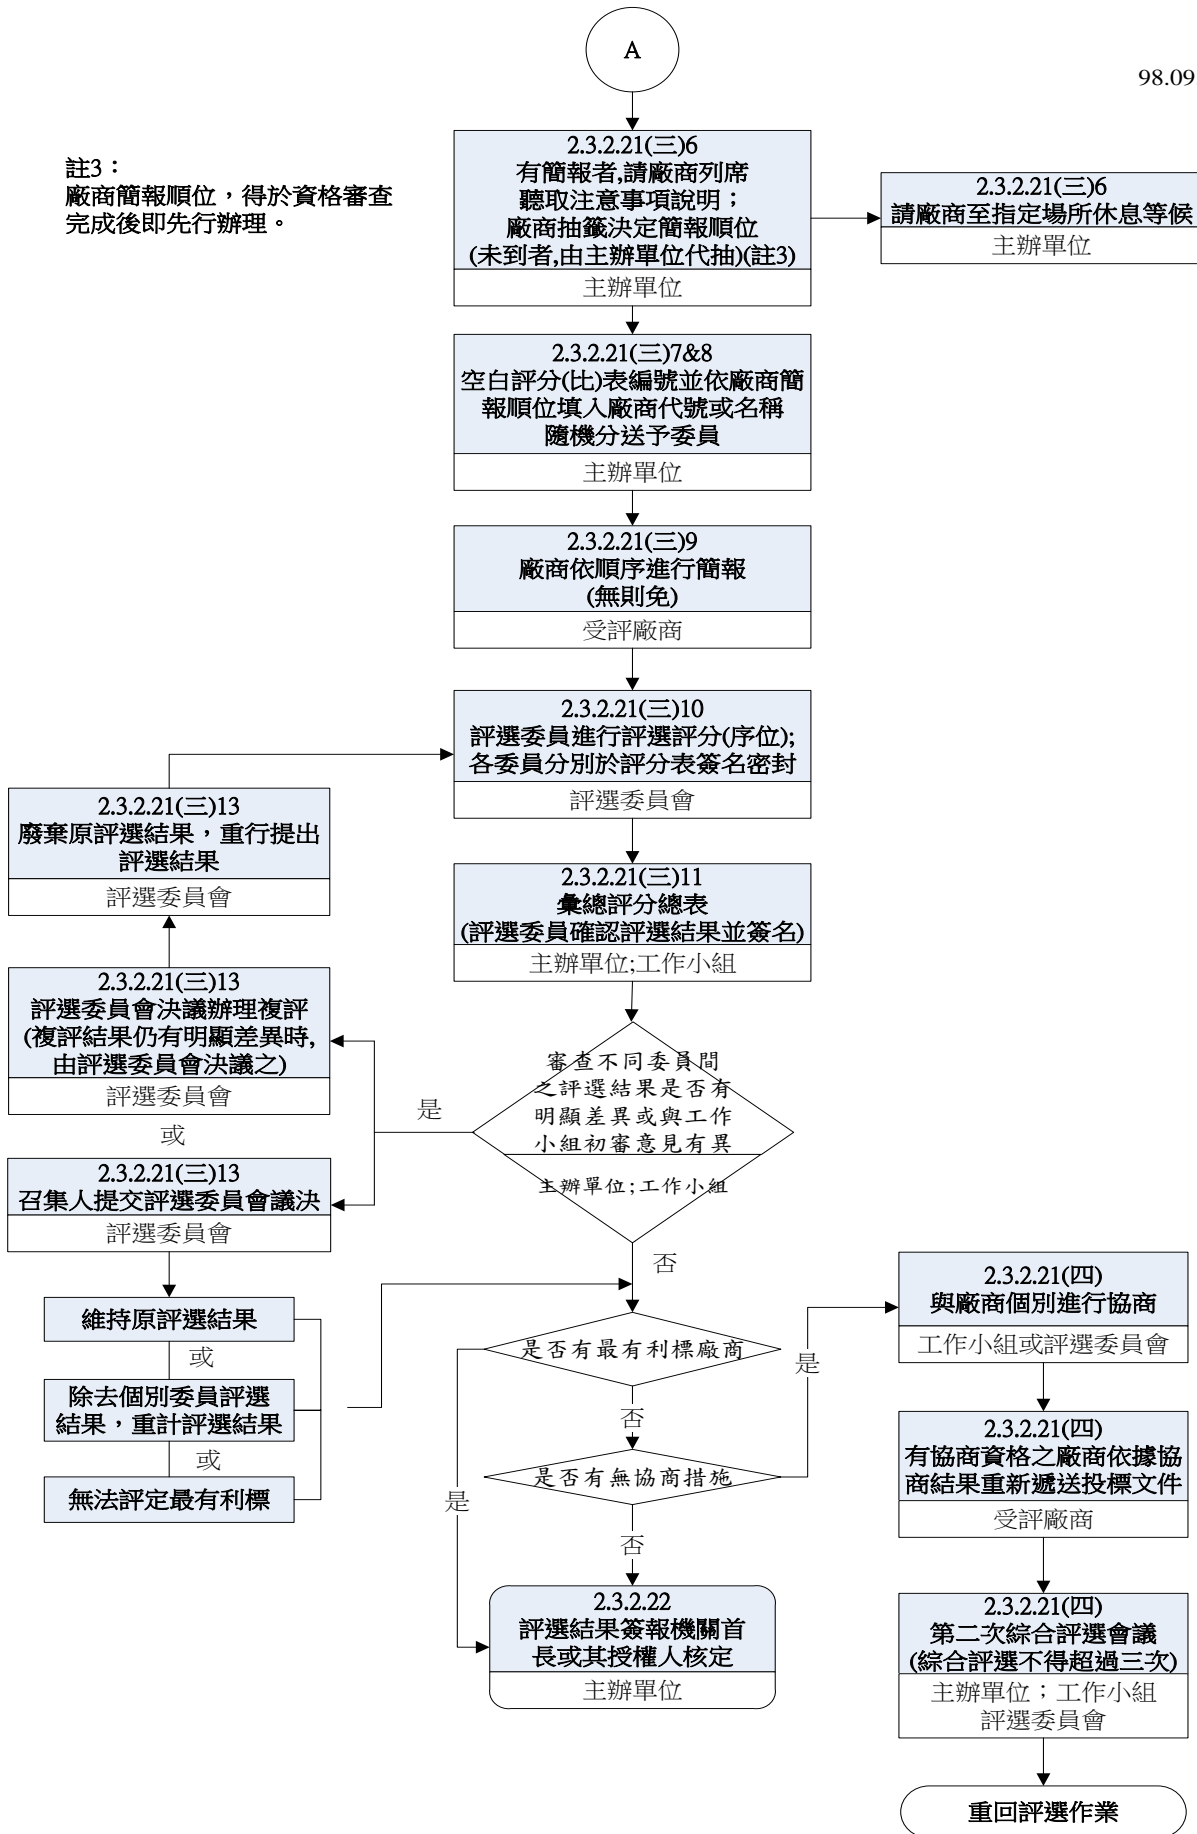 A
98.09
註3：
廠商簡報順位，得於資格審查
完成後即先行辦理。
2.3.2.21(三)6
有簡報者,請廠商列席
聽取注意事項說明；
廠商抽籤決定簡報順位
(未到者,由主辦單位代抽)(註3)
主辦單位
2.3.2.21(三)6
請廠商至指定場所休息等候
主辦單位
2.3.2.21(三)7&8
空白評分(比)表編號並依廠商簡
報順位填入廠商代號或名稱
隨機分送予委員
主辦單位
2.3.2.21(三)9
廠商依順序進行簡報
(無則免)
受評廠商
2.3.2.21(三)10
評選委員進行評選評分(序位);
各委員分別於評分表簽名密封
評選委員會
2.3.2.21(三)13
廢棄原評選結果，重行提出
評選結果
評選委員會
2.3.2.21(三)11
彙總評分總表
(評選委員確認評選結果並簽名)
主辦單位;工作小組
2.3.2.21(三)13
評選委員會決議辦理複評
(複評結果仍有明顯差異時,
由評選委員會決議之)
評選委員會
或
是
審查不同委員間
之評選結果是否有
明顯差異或與工作
小組初審意見有異
主辦單位;工作小組
2.3.2.21(三)13
召集人提交評選委員會議決
評選委員會
否
維持原評選結果
或
除去個別委員評選
結果，重計評選結果
或
無法評定最有利標
是否有最有利標廠商
是
否
是否有無協商措施
是
否
2.3.2.22
評選結果簽報機關首
長或其授權人核定
主辦單位
2.3.2.21(四)
與廠商個別進行協商
工作小組或評選委員會
2.3.2.21(四)
有協商資格之廠商依據協
商結果重新遞送投標文件
受評廠商
2.3.2.21(四)
第二次綜合評選會議
(綜合評選不得超過三次)
主辦單位；工作小組
評選委員會
重回評選作業